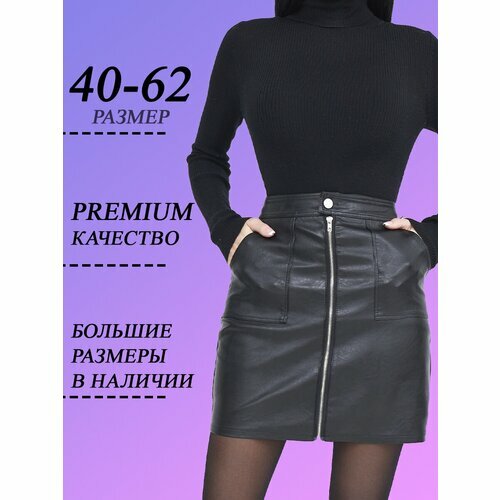 40-62
РАЗМЕР
PREMIUM
КАЧЕСТВО
БОЛЬШИЕ
РАЗМЕРЫ
В НАЛИЧИИ